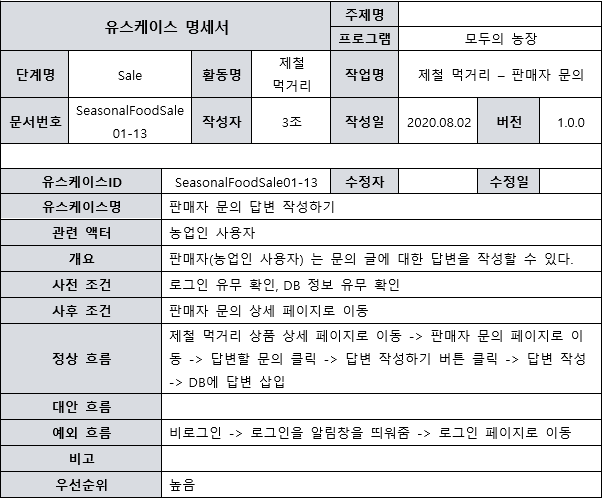 유스케이스 명세서
주제명
프로그램
모두의 농장
단계명
Sale
활동명
제철
먹거리
작업명
제철 먹거리 – 판매자 문의
문서번호
SeasonalFoodSale
01-13
작성자
3조
작성일
2020.08.02
버전
1.0.0
유스케이스ID
SeasonalFoodSale01-13
수정자
수정일
유스케이스명
판매자 문의 답변 작성하기
관련 액터
농업인 사용자
개요
판매자(농업인 사용자) 는 문의 글에 대한 답변을 작성할 수 있다.
사전 조건
로그인 유무 확인, DB 정보 유무 확인
사후 조건
판매자 문의 상세 페이지로 이동
정상 흐름
제철 먹거리 상품 상세 페이지로 이동 -> 판매자 문의 페이지로 이
동 -> 답변할 문의 클릭 -> 답변 작성하기 버튼 클릭 -> 답변 작성
-> DB에 답변 삽입
대안 흐름
예외 흐름
비로그인 -> 로그인을 알림창을 띄워줌 -> 로그인 페이지로 이동
비고
우선순위
높음